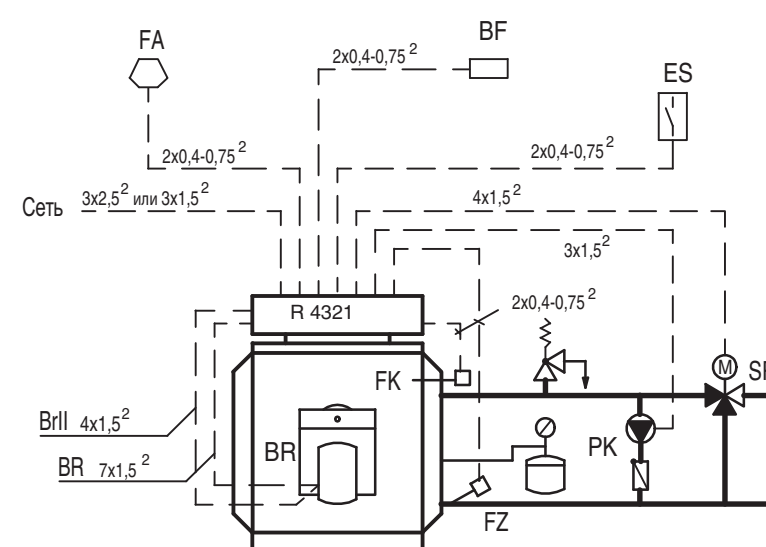 FA
BF
2x0,4-0,75²
ES
2x0,4-0,75²
2x0,4-0,75²
Сеть 3x2,5² или 3x1,5²
4x1,5²
3x1,5²
R 4321
2x0,4-0,75²
FK
M
BrII 4x1,5²
BR
PK
BR 7x1,5²
FZ